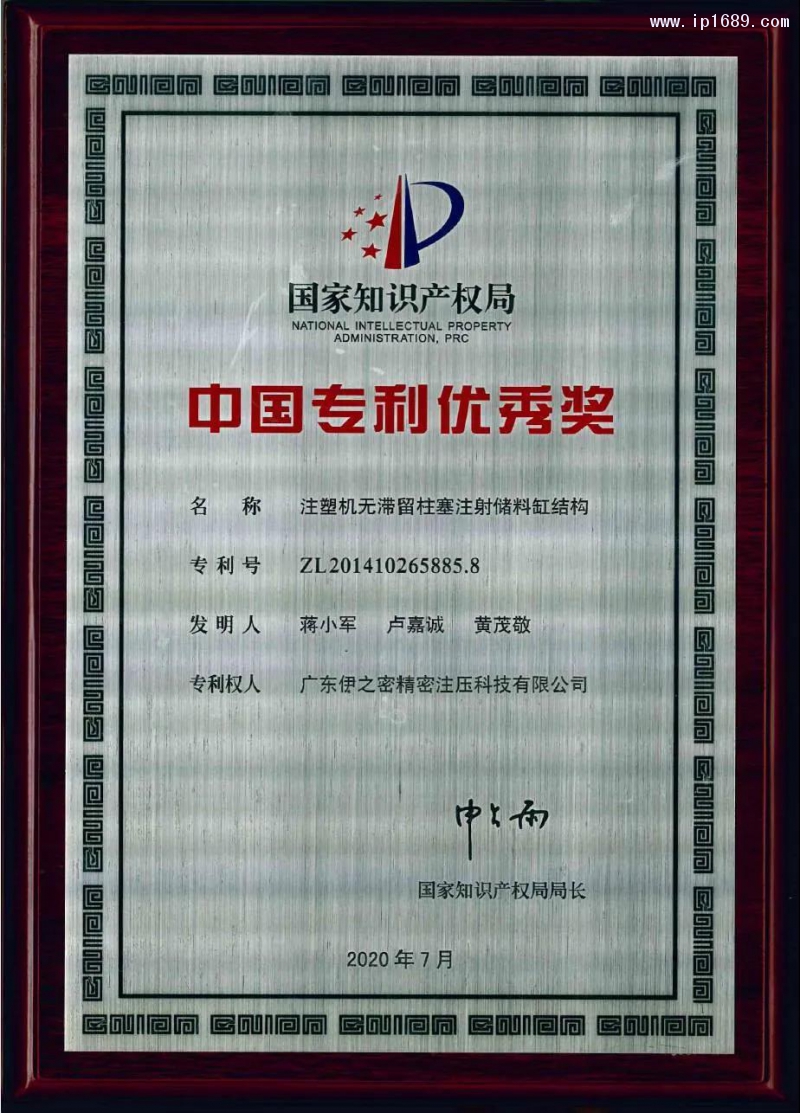 www.ip1689.com
国家知识产权局
NATIONAL INTELLECTUAL PROPERTY
ADMINISTRATION, PRC
中国专利优秀奖
名 称 注塑机无滞留柱塞注射储料缸结构
专利号 ZL201410265885.8
发明人 蒋小军 卢嘉诚 黄茂敬
专利权人 广东伊之密精密注压科技有限公司
申长雨
国家知识产权局局长
2020年7月